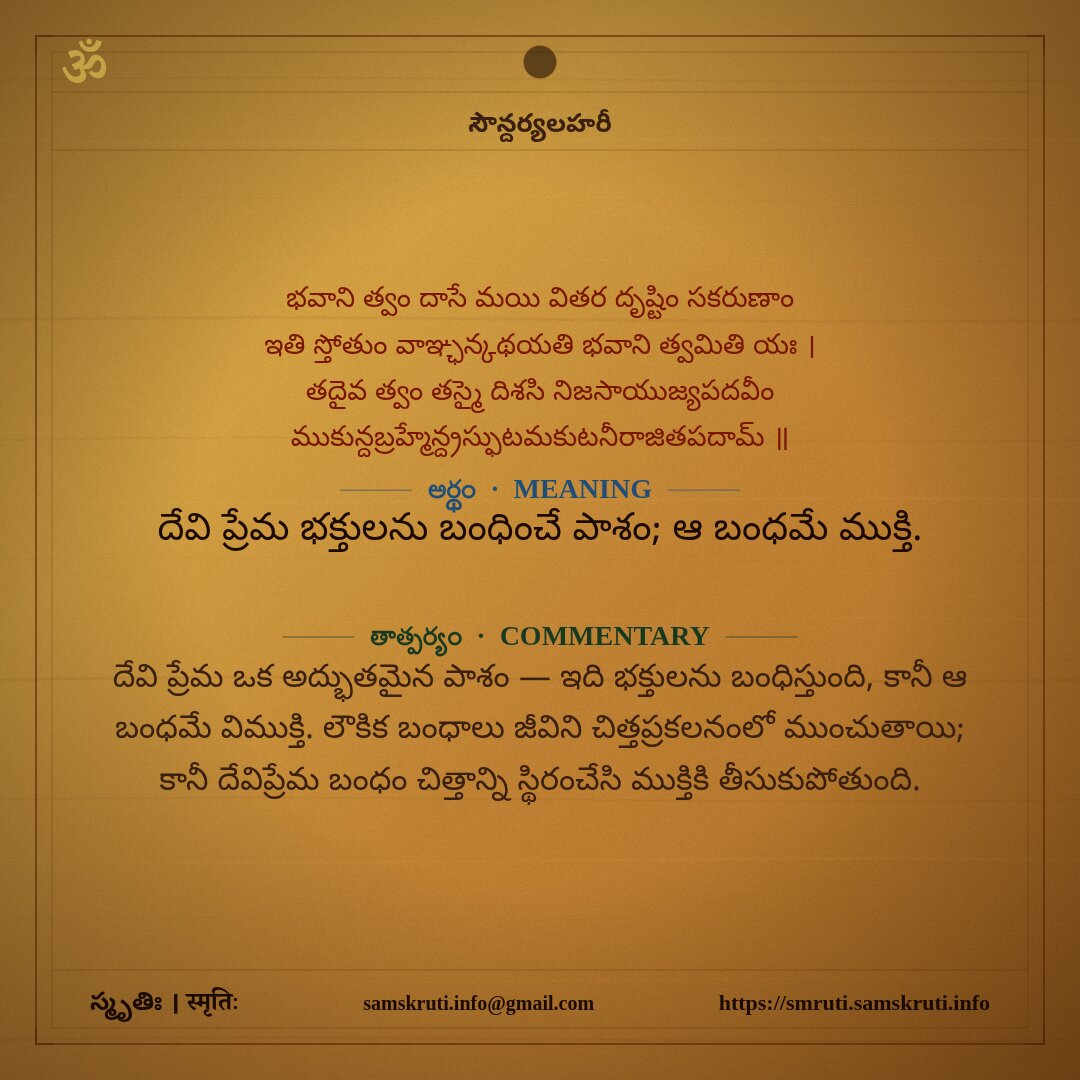 ॐ
సౌన్దర్యలహరీ
భవాని త్వం దాసే మయి వితర దృష్టిం సకరుణాం
ఇతి స్తోతుం వాఞ్ఛన్కథయతి భవాని త్వమితి యః ।
తదైవ త్వం తస్మై దిశసి నిజసాయుజ్యపదవీం
ముకున్దబ్రహ్మేన్ద్రస్ఫుటమకుటనీరాజితపదామ్ ॥
అర్థం · MEANING
దేవి ప్రేమ భక్తులను బంధించే పాశం; ఆ బంధమే ముక్తి.
తాత్పర్యం · COMMENTARY
దేవి ప్రేమ ఒక అద్భుతమైన పాశం — ఇది భక్తులను బంధిస్తుంది, కానీ ఆ
బంధమే విముక్తి. లౌకిక బంధాలు జీవిని చిత్తప్రకలనంలో ముంచుతాయి;
కానీ దేవిప్రేమ బంధం చిత్తాన్ని స్థిరంచేసి ముక్తికి తీసుకుపోతుంది.
స్మృతిః | स्मृतिः samskruti.info@gmail.com https://smruti.samskruti.info